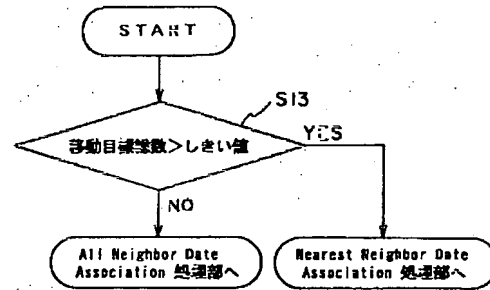 START
S13
移動目標総数>しきい値
YES
NO
All Neighbor Date
Association 処理部へ
Nearest Neighbor Date
Association 処理部へ